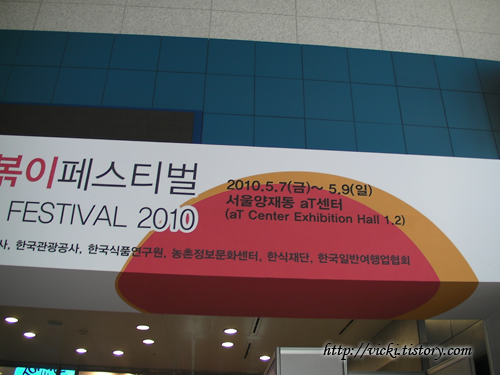 볶이페스티벌
FESTIVAL 2010
2010.5.7(금)~ 5.9(일)
서울양재동 aT센터
(aT Center Exhibition Hall 1,2)
사, 한국관광공사, 한국식품연구원, 농촌정보문화센터, 한식재단, 한국일반여행업협회
http://vicki.tistory.com